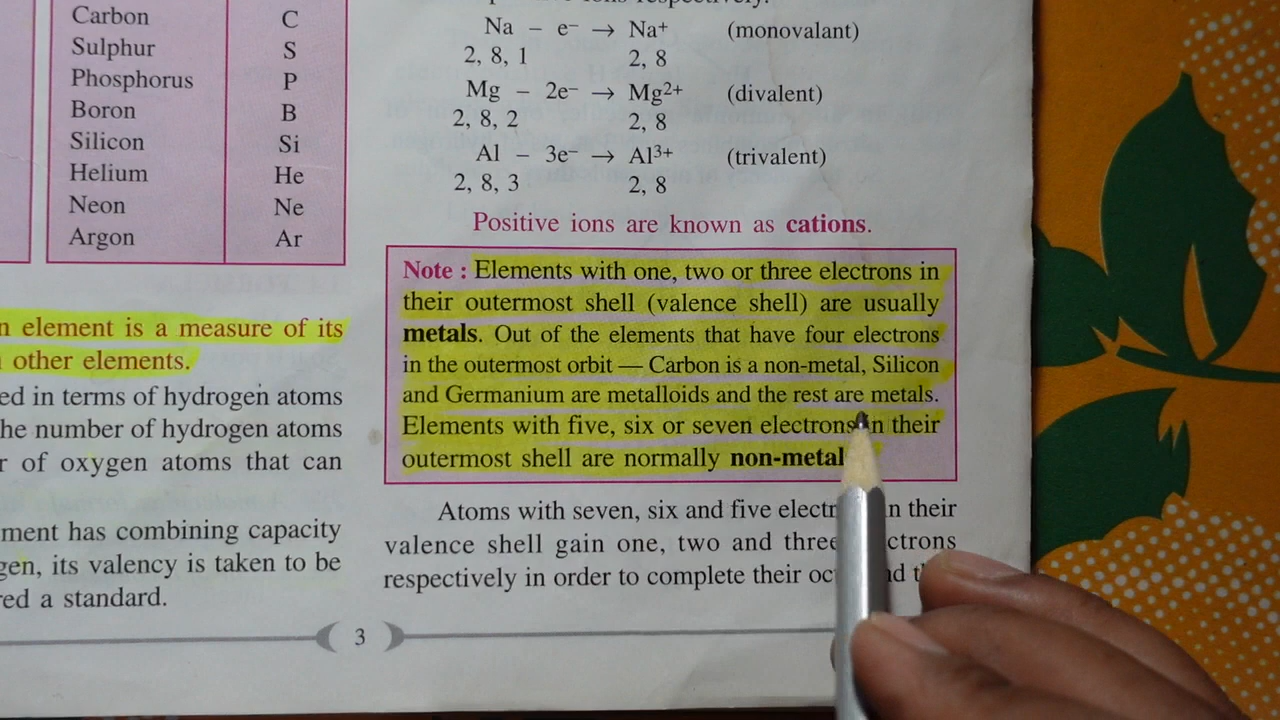 Carbon C
Sulphur S
Phosphorus P
Boron B
Silicon Si
Helium He
Neon Ne
Argon Ar
n element is a measure of its
other elements.
ed in terms of hydrogen atoms
he number of hydrogen atoms
r of oxygen atoms that can
ment has combining capacity
gen, its valency is taken to be
red a standard.
Na – e⁻ → Na⁺ (monovalant)
2, 8, 1 2, 8
Mg – 2e⁻ → Mg²⁺ (divalent)
2, 8, 2 2, 8
Al – 3e⁻ → Al³⁺ (trivalent)
2, 8, 3 2, 8
Positive ions are known as cations.
Note : Elements with one, two or three electrons in
their outermost shell (valence shell) are usually
metals. Out of the elements that have four electrons
in the outermost orbit — Carbon is a non-metal, Silicon
and Germanium are metalloids and the rest are metals.
Elements with five, six or seven electrons in their
outermost shell are normally non-metal
Atoms with seven, six and five electr n their
valence shell gain one, two and three ctrons
respectively in order to complete their oc
3